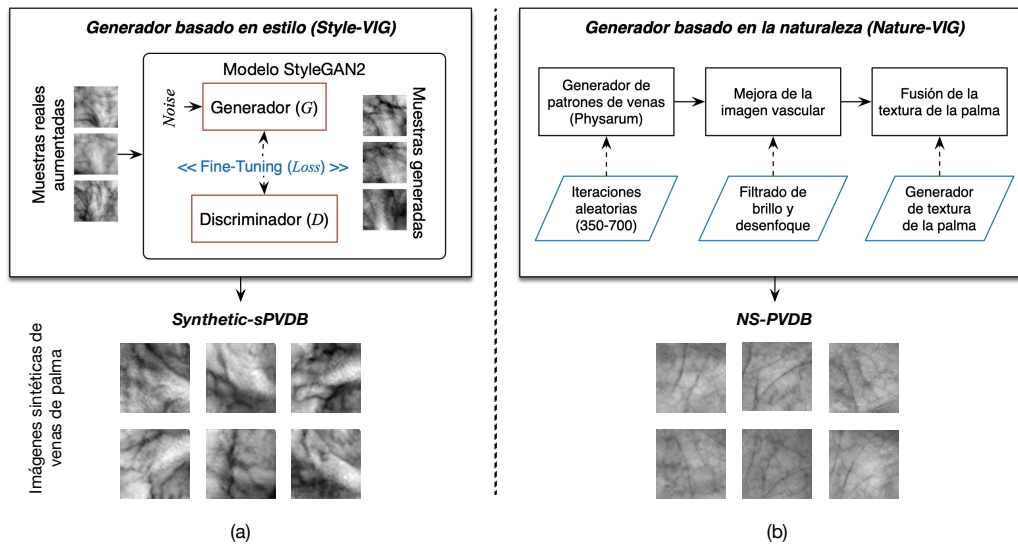 Generador basado en estilo (Style-VIG)
Muestras reales
aumentadas
Modelo StyleGAN2
Noise
Generador (G)
<< Fine-Tuning (Loss) >>
Discriminador (D)
Muestras generadas
Synthetic-sPVDB
Imágenes sintéticas de
venas de palma
(a)
Generador basado en la naturaleza (Nature-VIG)
Generador de
patrones de venas
(Physarum)
Mejora de la
imagen vascular
Fusión de la
textura de la palma
Iteraciones
aleatorias
(350-700)
Filtrado de
brillo y
desenfoque
Generador
de textura
de la palma
NS-PVDB
(b)